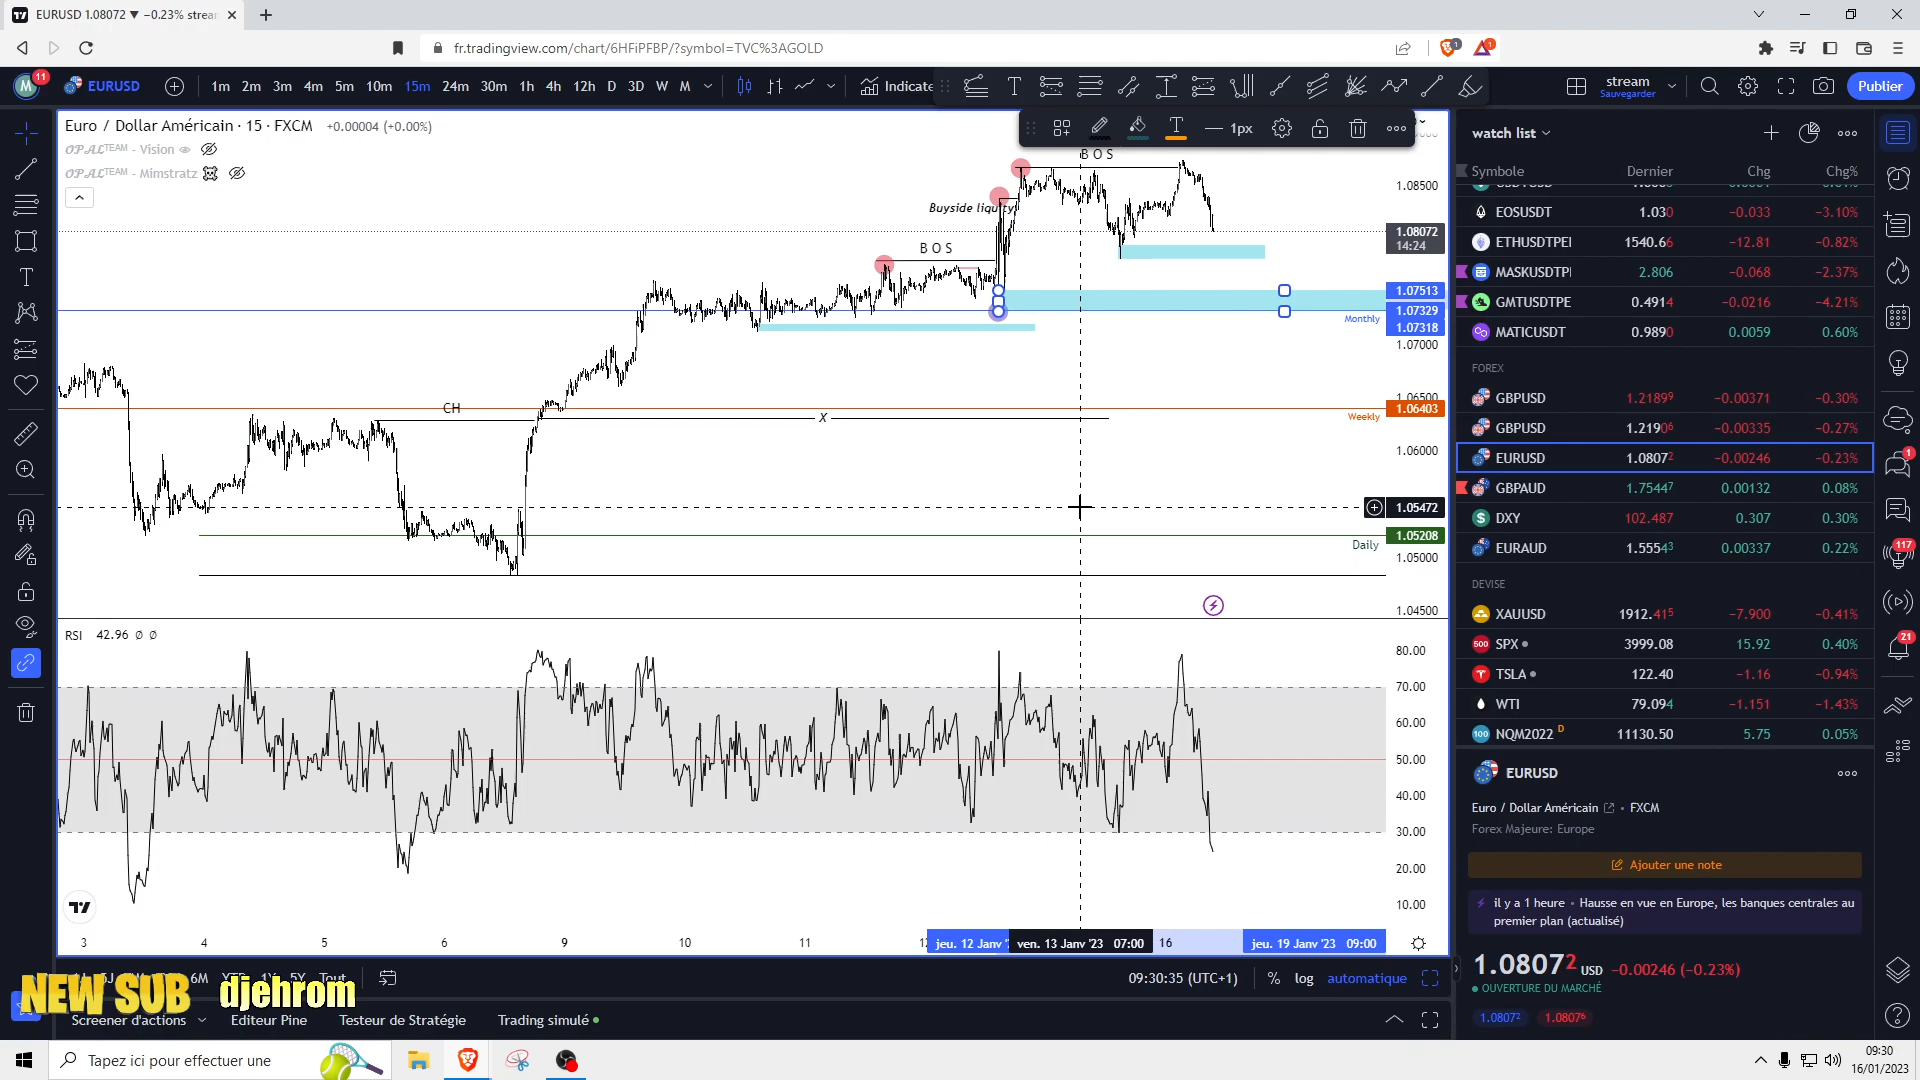 EURUSD 1.08072 ▼ −0.23% strea
fr.tradingview.com/chart/6HFiPFBP/?symbol=TVC%3AGOLD
1
1
M
11
EURUSD
1m 2m 3m 4m 5m 10m 15m 24m 30m 1h 4h 12h D 3D W M
Indicate
stream
Sauvegarder
Publier
Euro / Dollar Américain · 15 · FXCM +0.00004 (+0.00%)
OPALTEAM - Vision
OPALTEAM - Mimstratz
1px
BOS
Buyside liquity
BOS
CH
X
Monthly
Weekly
Daily
1.08500
1.08072
14:24
1.07513
1.07329
1.07318
1.07000
1.06500
1.06403
1.06000
1.05472
1.05208
1.05000
1.04500
RSI 42.96 ∅ ∅
80.00
70.00
60.00
50.00
40.00
30.00
20.00
10.00
3 4 5 6 9 10 11 jeu. 12 Janv ' ven. 13 Janv '23 07:00 16 jeu. 19 Janv '23 09:00
6M 1Y 5Y Tout
09:30:35 (UTC+1) % log automatique
NEW SUB djehrom
Screener d'actions Editeur Pine Testeur de Stratégie Trading simulé
watch list
Symbole Dernier Chg Chg%
EOSUSDT 1.030 −0.033 −3.10%
ETHUSDTPEI 1540.66 −12.81 −0.82%
MASKUSDTPI 2.806 −0.068 −2.37%
GMTUSDTPE 0.4914 −0.0216 −4.21%
MATICUSDT 0.9890 0.0059 0.60%
FOREX
GBPUSD 1.21899 −0.00371 −0.30%
GBPUSD 1.21906 −0.00335 −0.27%
EURUSD 1.08072 −0.00246 −0.23%
GBPAUD 1.75447 0.00132 0.08%
DXY 102.487 0.307 0.30%
EURAUD 1.55543 0.00337 0.22%
DEVISE
XAUUSD 1912.415 −7.900 −0.41%
500 SPX 3999.08 15.92 0.40%
TSLA 122.40 −1.16 −0.94%
WTI 79.094 −1.151 −1.43%
100 NQM2022 D 11130.50 5.75 0.05%
EURUSD
Euro / Dollar Américain • FXCM
Forex Majeure: Europe
Ajouter une note
il y a 1 heure • Hausse en vue en Europe, les banques centrales au
premier plan (actualisé)
1.08072 USD −0.00246 (−0.23%)
OUVERTURE DU MARCHÉ
1.08072 1.08076
1
117
21
Tapez ici pour effectuer une
09:30
16/01/2023